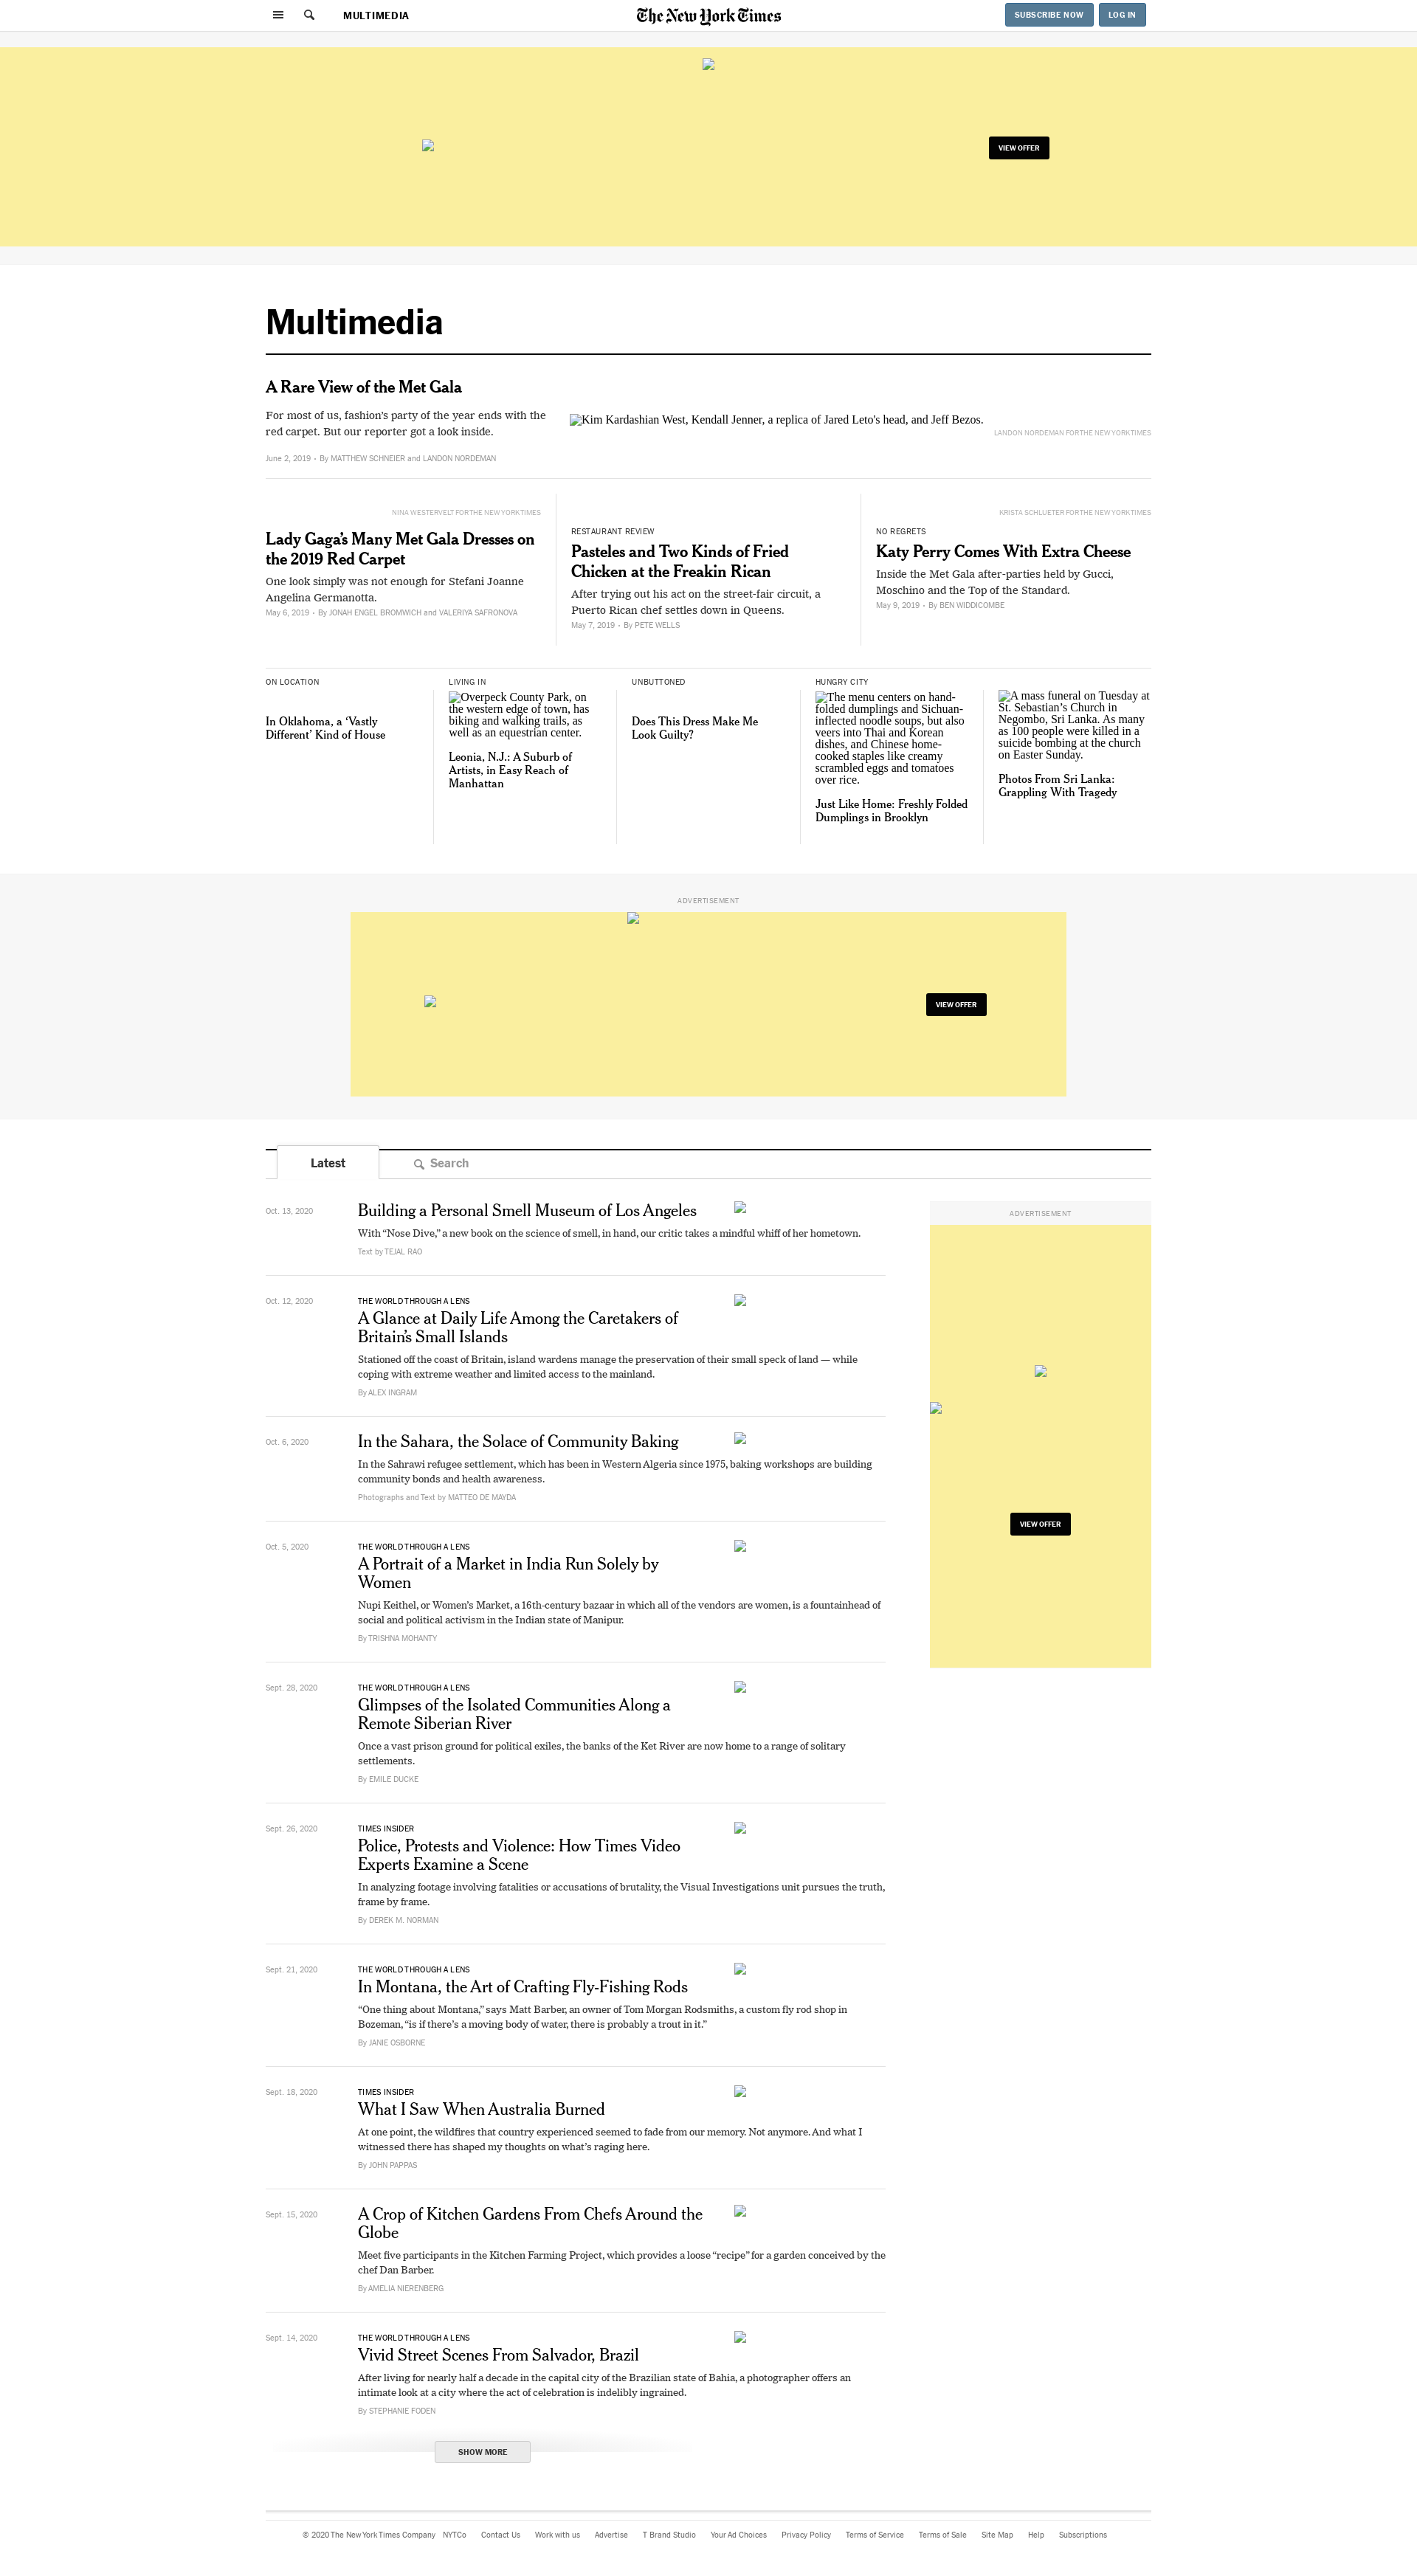 MULTIMEDIA
The New York Times
SUBSCRIBE NOW
LOG IN
VIEW OFFER
Multimedia
A Rare View of the Met Gala
For most of us, fashion's party of the year ends with the
red carpet. But our reporter got a look inside.
June 2, 2019 • By MATTHEW SCHNEIER and LANDON NORDEMAN
Kim Kardashian West, Kendall Jenner, a replica of Jared Leto's head, and Jeff Bezos.
LANDON NORDEMAN FOR THE NEW YORK TIMES
NINA WESTERVELT FOR THE NEW YORK TIMES
Lady Gaga's Many Met Gala Dresses on
the 2019 Red Carpet
One look simply was not enough for Stefani Joanne
Angelina Germanotta.
May 6, 2019 • By JONAH ENGEL BROMWICH and VALERIYA SAFRONOVA
RESTAURANT REVIEW
Pasteles and Two Kinds of Fried
Chicken at the Freakin Rican
After trying out his act on the street-fair circuit, a
Puerto Rican chef settles down in Queens.
May 7, 2019 • By PETE WELLS
KRISTA SCHLUETER FOR THE NEW YORK TIMES
NO REGRETS
Katy Perry Comes With Extra Cheese
Inside the Met Gala after-parties held by Gucci,
Moschino and the Top of the Standard.
May 9, 2019 • By BEN WIDDICOMBE
ON LOCATION
In Oklahoma, a ‘Vastly
Different’ Kind of House
LIVING IN
Overpeck County Park, on
the western edge of town, has
biking and walking trails, as
well as an equestrian center.
Leonia, N.J.: A Suburb of
Artists, in Easy Reach of
Manhattan
UNBUTTONED
Does This Dress Make Me
Look Guilty?
HUNGRY CITY
The menu centers on hand-
folded dumplings and Sichuan-
inflected noodle soups, but also
veers into Thai and Korean
dishes, and Chinese home-
cooked staples like creamy
scrambled eggs and tomatoes
over rice.
Just Like Home: Freshly Folded
Dumplings in Brooklyn
A mass funeral on Tuesday at
St. Sebastian's Church in
Negombo, Sri Lanka. As many
as 100 people were killed in a
suicide bombing at the church
on Easter Sunday.
Photos From Sri Lanka:
Grappling With Tragedy
ADVERTISEMENT
VIEW OFFER
Latest
Search
Oct. 13, 2020
Building a Personal Smell Museum of Los Angeles
With “Nose Dive,” a new book on the science of smell, in hand, our critic takes a mindful whiff of her hometown.
Text by TEJAL RAO
ADVERTISEMENT
VIEW OFFER
Oct. 12, 2020
THE WORLD THROUGH A LENS
A Glance at Daily Life Among the Caretakers of
Britain’s Small Islands
Stationed off the coast of Britain, island wardens manage the preservation of their small speck of land — while
coping with extreme weather and limited access to the mainland.
By ALEX INGRAM
Oct. 6, 2020
In the Sahara, the Solace of Community Baking
In the Sahrawi refugee settlement, which has been in Western Algeria since 1975, baking workshops are building
community bonds and health awareness.
Photographs and Text by MATTEO DE MAYDA
Oct. 5, 2020
THE WORLD THROUGH A LENS
A Portrait of a Market in India Run Solely by
Women
Nupi Keithel, or Women’s Market, a 16th-century bazaar in which all of the vendors are women, is a fountainhead of
social and political activism in the Indian state of Manipur.
By TRISHNA MOHANTY
Sept. 28, 2020
THE WORLD THROUGH A LENS
Glimpses of the Isolated Communities Along a
Remote Siberian River
Once a vast prison ground for political exiles, the banks of the Ket River are now home to a range of solitary
settlements.
By EMILE DUCKE
Sept. 26, 2020
TIMES INSIDER
Police, Protests and Violence: How Times Video
Experts Examine a Scene
In analyzing footage involving fatalities or accusations of brutality, the Visual Investigations unit pursues the truth,
frame by frame.
By DEREK M. NORMAN
Sept. 21, 2020
THE WORLD THROUGH A LENS
In Montana, the Art of Crafting Fly-Fishing Rods
“One thing about Montana,” says Matt Barber, an owner of Tom Morgan Rodsmiths, a custom fly rod shop in
Bozeman, “is if there’s a moving body of water, there is probably a trout in it.”
By JANIE OSBORNE
Sept. 18, 2020
TIMES INSIDER
What I Saw When Australia Burned
At one point, the wildfires that country experienced seemed to fade from our memory. Not anymore. And what I
witnessed there has shaped my thoughts on what’s raging here.
By JOHN PAPPAS
Sept. 15, 2020
A Crop of Kitchen Gardens From Chefs Around the
Globe
Meet five participants in the Kitchen Farming Project, which provides a loose “recipe” for a garden conceived by the
chef Dan Barber.
By AMELIA NIERENBERG
Sept. 14, 2020
THE WORLD THROUGH A LENS
Vivid Street Scenes From Salvador, Brazil
After living for nearly half a decade in the capital city of the Brazilian state of Bahia, a photographer offers an
intimate look at a city where the act of celebration is indelibly ingrained.
By STEPHANIE FODEN
SHOW MORE
© 2020 The New York Times Company NYTCo Contact Us Work with us Advertise T Brand Studio Your Ad Choices Privacy Policy Terms of Service Terms of Sale Site Map Help Subscriptions